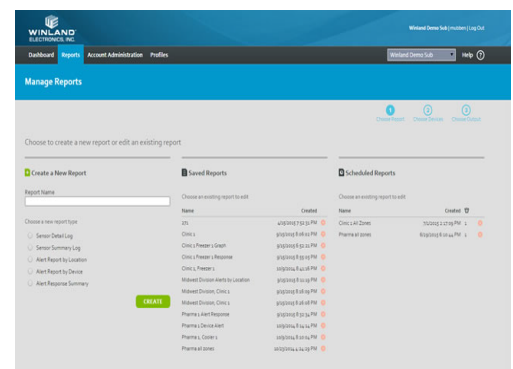 WINLAND
ELECTRONICS, INC.
Winland Demo Sub | mubben | Log Out
Dashboard Reports Account Administration Profiles
Winland Demo Sub Help ?
Manage Reports
1 2 3
Choose Report Choose Devices Choose Output
Choose to create a new report or edit an existing report
Create a New Report
Report Name
Choose a new report type
Sensor Detail Log
Sensor Summary Log
Alert Report by Location
Alert Report by Device
Alert Response Summary
CREATE
Saved Reports
Choose an existing report to edit
Name Created
Clinic 1
Clinic 1 Freezer 1 Graph
Clinic 1 Freezer 1 Response
Clinic 1, Freezer 1
Midwest Division Alerts by Location
Midwest Division, Clinic 1
Midwest Division, Clinic 1
Pharma 1 Alert Response
Pharma 1 Device Alert
Pharma 1, Cooler 1
Pharma all zones
Scheduled Reports
Choose an existing report to edit
Name Created
Clinic 1 All Zones
Pharma all zones